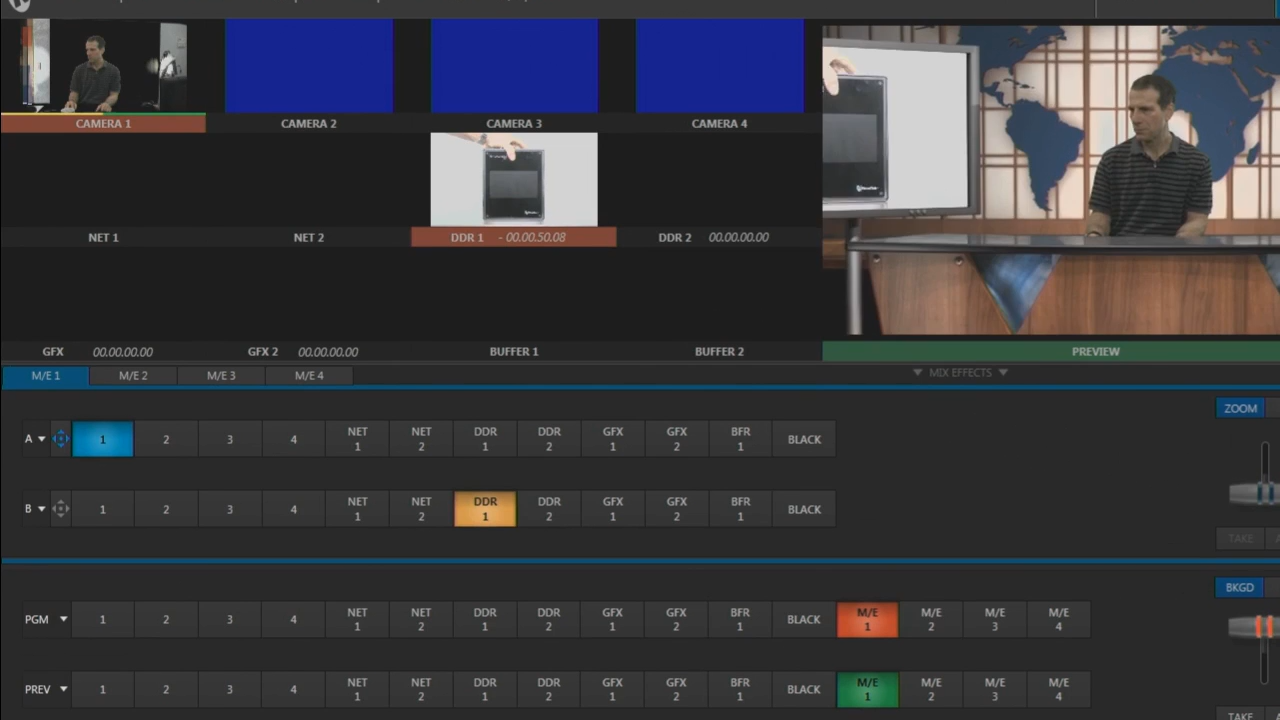 CAMERA 1 CAMERA 2 CAMERA 3 CAMERA 4
NET 1 NET 2 DDR 1 - 00.00.50.08 DDR 2 00.00.00.00
GFX 00.00.00.00 GFX 2 00.00.00.00 BUFFER 1 BUFFER 2 PREVIEW
M/E 1 M/E 2 M/E 3 M/E 4 MIX EFFECTS
ZOOM
A 1 2 3 4 NET 1 NET 2 DDR 1 DDR 2 GFX 1 GFX 2 BFR 1 BLACK
B 1 2 3 4 NET 1 NET 2 DDR 1 DDR 2 GFX 1 GFX 2 BFR 1 BLACK
TAKE
BKGD
PGM 1 2 3 4 NET 1 NET 2 DDR 1 DDR 2 GFX 1 GFX 2 BFR 1 BLACK M/E 1 M/E 2 M/E 3 M/E 4
PREV 1 2 3 4 NET 1 NET 2 DDR 1 DDR 2 GFX 1 GFX 2 BFR 1 BLACK M/E 1 M/E 2 M/E 3 M/E 4
TAKE